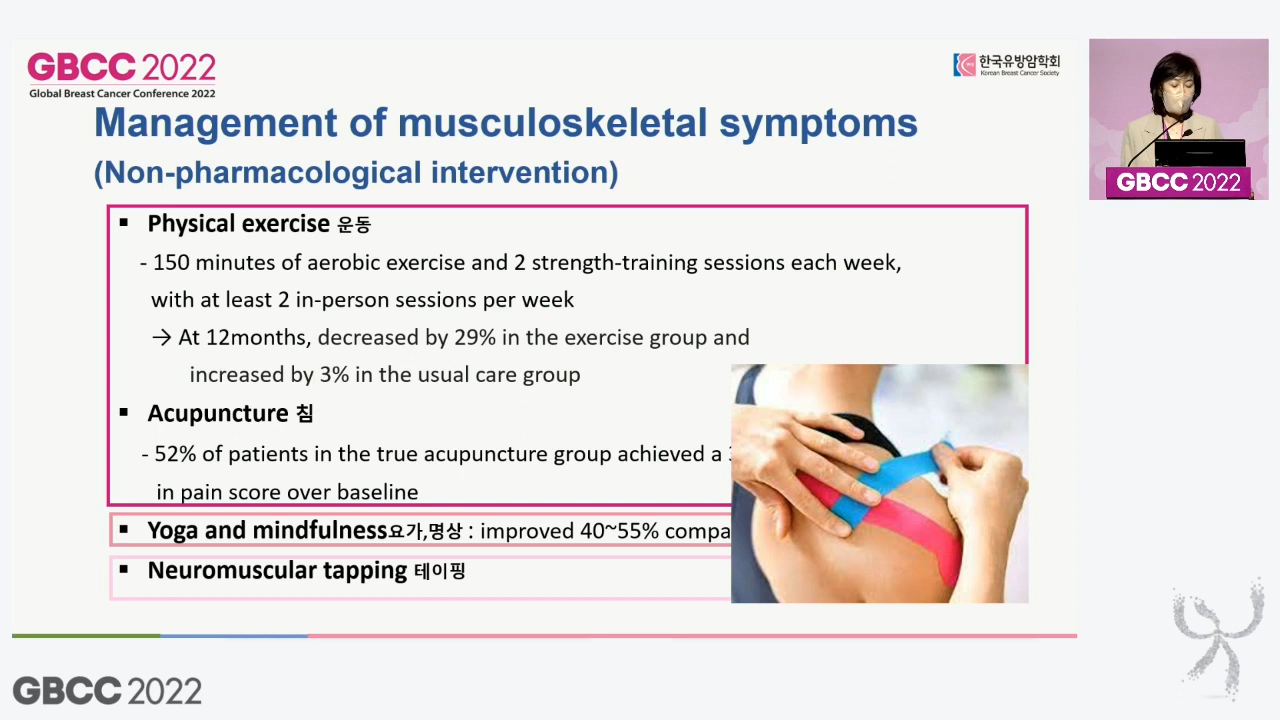 GBCC 2022
Global Breast Cancer Conference 2022
한국유방암학회
Korean Breast Cancer Society
Management of musculoskeletal symptoms
(Non-pharmacological intervention)
▪ Physical exercise 운동
- 150 minutes of aerobic exercise and 2 strength-training sessions each week,
with at least 2 in-person sessions per week
→ At 12months, decreased by 29% in the exercise group and
increased by 3% in the usual care group
▪ Acupuncture 침
- 52% of patients in the true acupuncture group achieved a
in pain score over baseline
▪ Yoga and mindfulness요가,명상 : improved 40~55%
▪ Neuromuscular tapping 테이핑
GBCC 2022
GBCC 2022